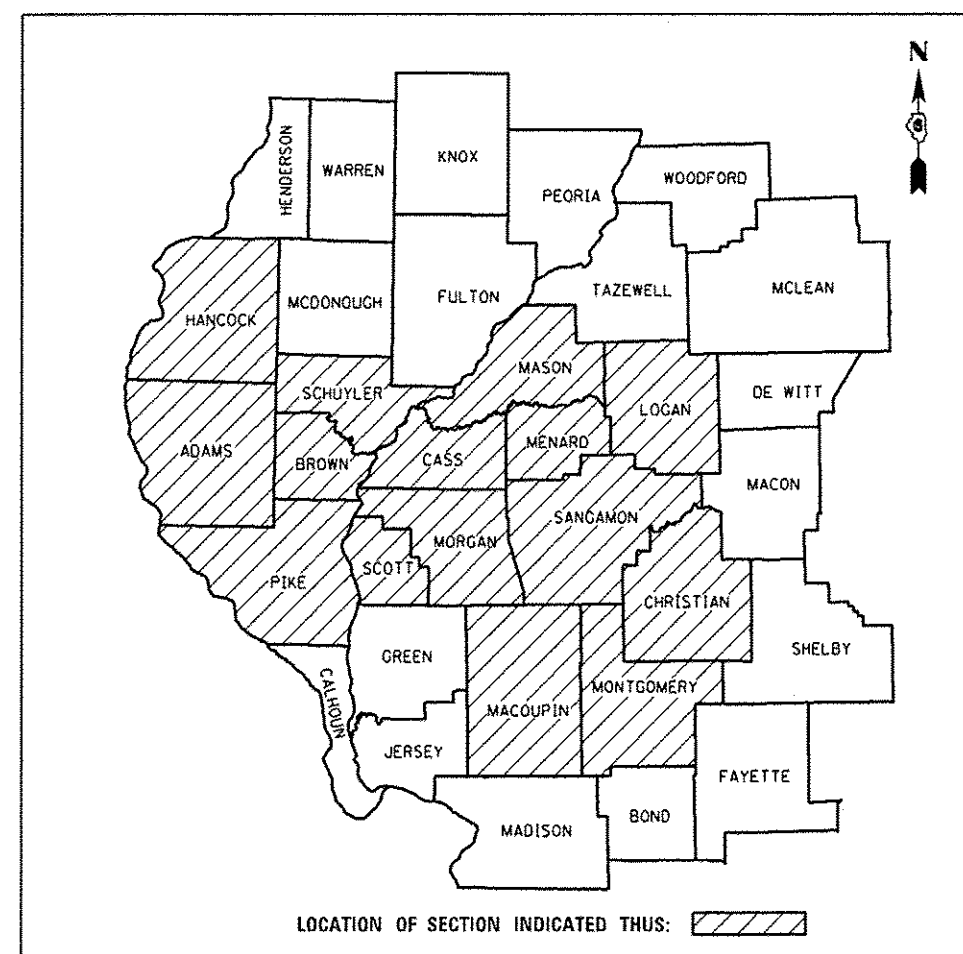 N
HENDERSON
WARREN
KNOX
PEORIA
WOODFORD
HANCOCK
MCDONOUGH
FULTON
TAZEWELL
MCLEAN
SCHUYLER
MASON
LOGAN
DE WITT
ADAMS
BROWN
CASS
MENARD
MACON
PIKE
SCOTT
MORGAN
SANGAMON
CHRISTIAN
SHELBY
CALHOUN
GREEN
MACOUPIN
MONTGOMERY
JERSEY
FAYETTE
MADISON
BOND
LOCATION OF SECTION INDICATED THUS: